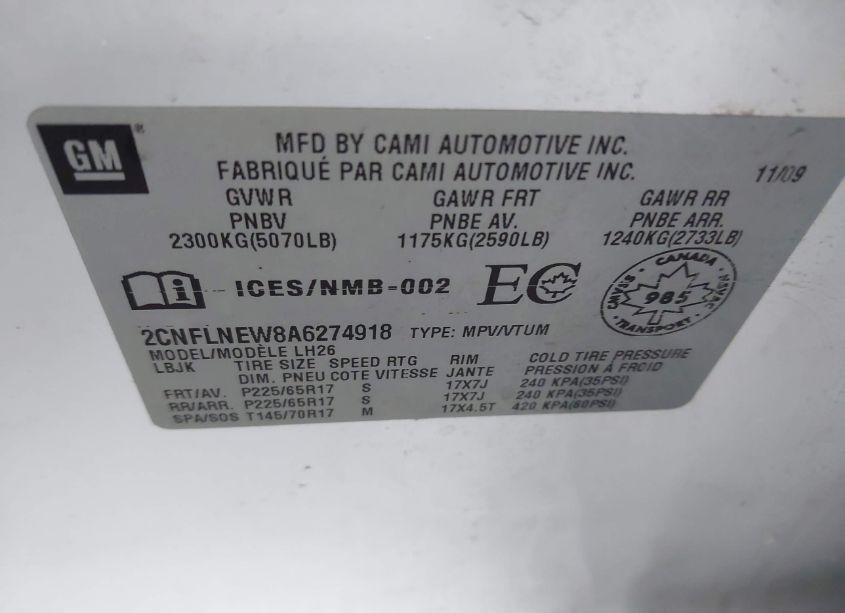 GM®
MFD BY CAMI AUTOMOTIVE INC.
FABRIQUÉ PAR CAMI AUTOMOTIVE INC.
11/09
GVWR GAWR FRT GAWR RR
PNBV PNBE AV. PNBE ARR.
2300KG(5070LB) 1175KG(2590LB) 1240KG(2733LB)
i ICES/NMB-002 EC
CANADA
CMVSS 985 NSVAC
TRANSPORT
2CNFLNEW8A6274918 TYPE: MPV/VTUM
MODEL/MODÈLE LH26
LBJK TIRE SIZE SPEED RTG RIM COLD TIRE PRESSURE
DIM. PNEU COTE VITESSE JANTE PRESSION À FROID
FRT/AV. P225/65R17 S 17X7J 240 KPA(35PSI)
RR/ARR. P225/65R17 S 17X7J 240 KPA(35PSI)
SPA/SOS T145/70R17 M 17X4.5T 420 KPA(60PSI)